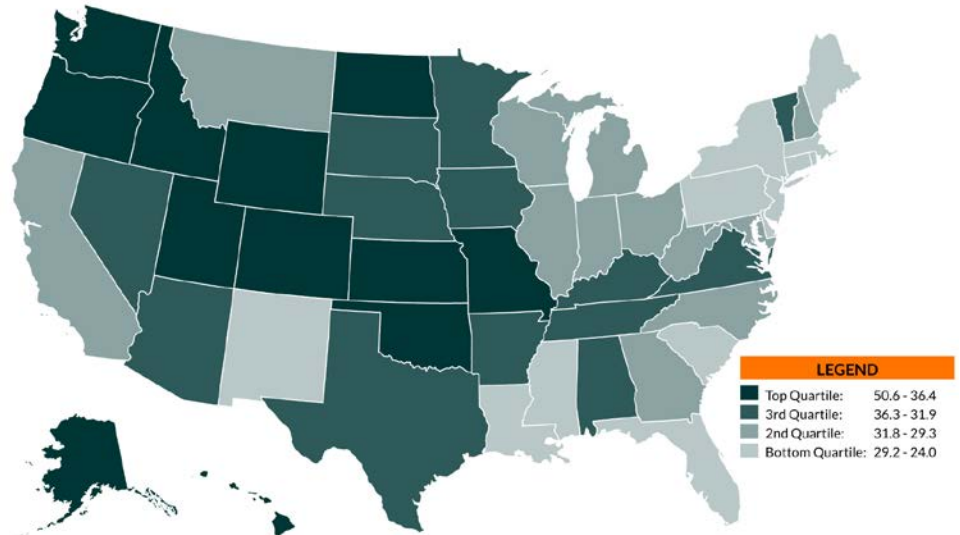 LEGEND
Top Quartile: 50.6 - 36.4
3rd Quartile: 36.3 - 31.9
2nd Quartile: 31.8 - 29.3
Bottom Quartile: 29.2 - 24.0